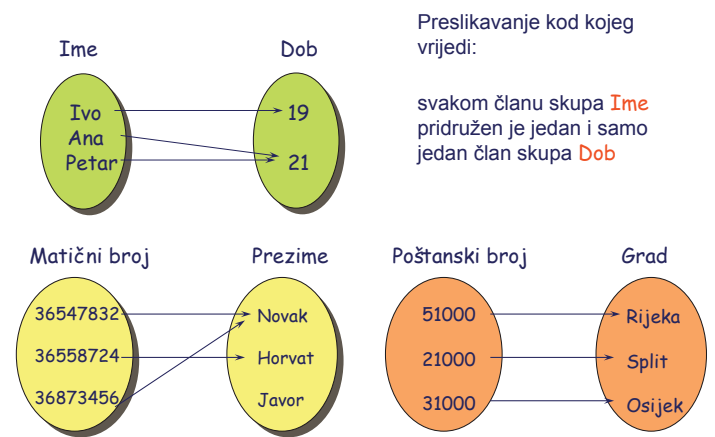 Ime
Dob
Ivo
Ana
Petar
19
21
Preslikavanje kod kojeg
vrijedi:
svakom članu skupa Ime
pridružen je jedan i samo
jedan član skupa Dob
Matični broj
Prezime
36547832
36558724
36873456
Novak
Horvat
Javor
Poštanski broj
Grad
51000
21000
31000
Rijeka
Split
Osijek